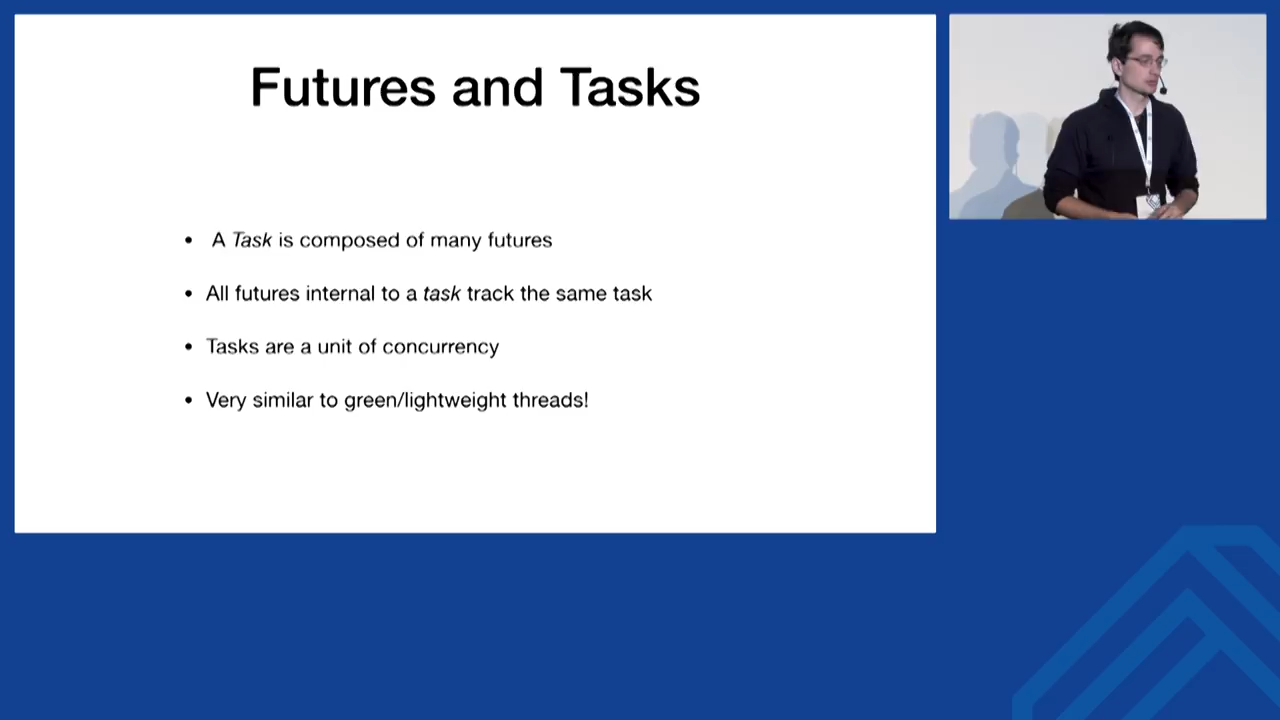 Futures and Tasks
• A Task is composed of many futures
• All futures internal to a task track the same task
• Tasks are a unit of concurrency
• Very similar to green/lightweight threads!